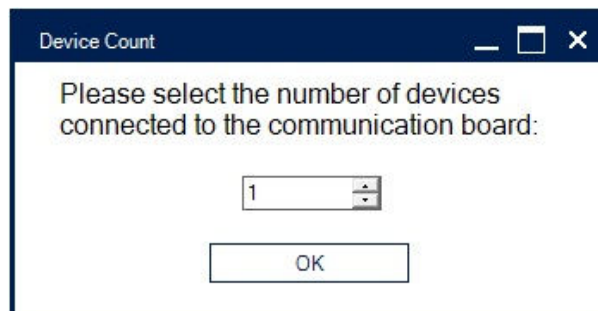 Device Count
Please select the number of devices
connected to the communication board:
1
OK